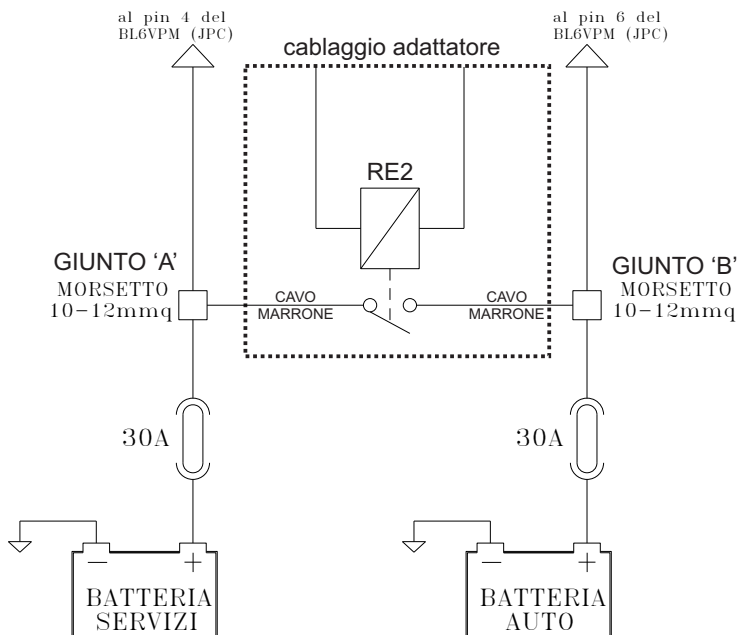 al pin 4 del
BL6VPM (JPC)
al pin 6 del
BL6VPM (JPC)
cablaggio adattatore
RE2
GIUNTO 'A'
MORSETTO
10-12mmq
CAVO
MARRONE
CAVO
MARRONE
GIUNTO 'B'
MORSETTO
10-12mmq
30A
30A
− +
BATTERIA
SERVIZI
− +
BATTERIA
AUTO